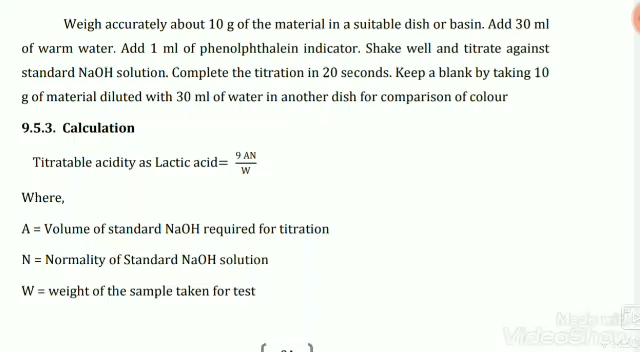 Weigh accurately about 10 g of the material in a suitable dish or basin. Add 30 ml
of warm water. Add 1 ml of phenolphthalein indicator. Shake well and titrate against
standard NaOH solution. Complete the titration in 20 seconds. Keep a blank by taking 10
g of material diluted with 30 ml of water in another dish for comparison of colour
9.5.3. Calculation
Titratable acidity as Lactic acid= 9 AN / W
Where,
A = Volume of standard NaOH required for titration
N = Normality of Standard NaOH solution
W = weight of the sample taken for test
Made with
VideoShow